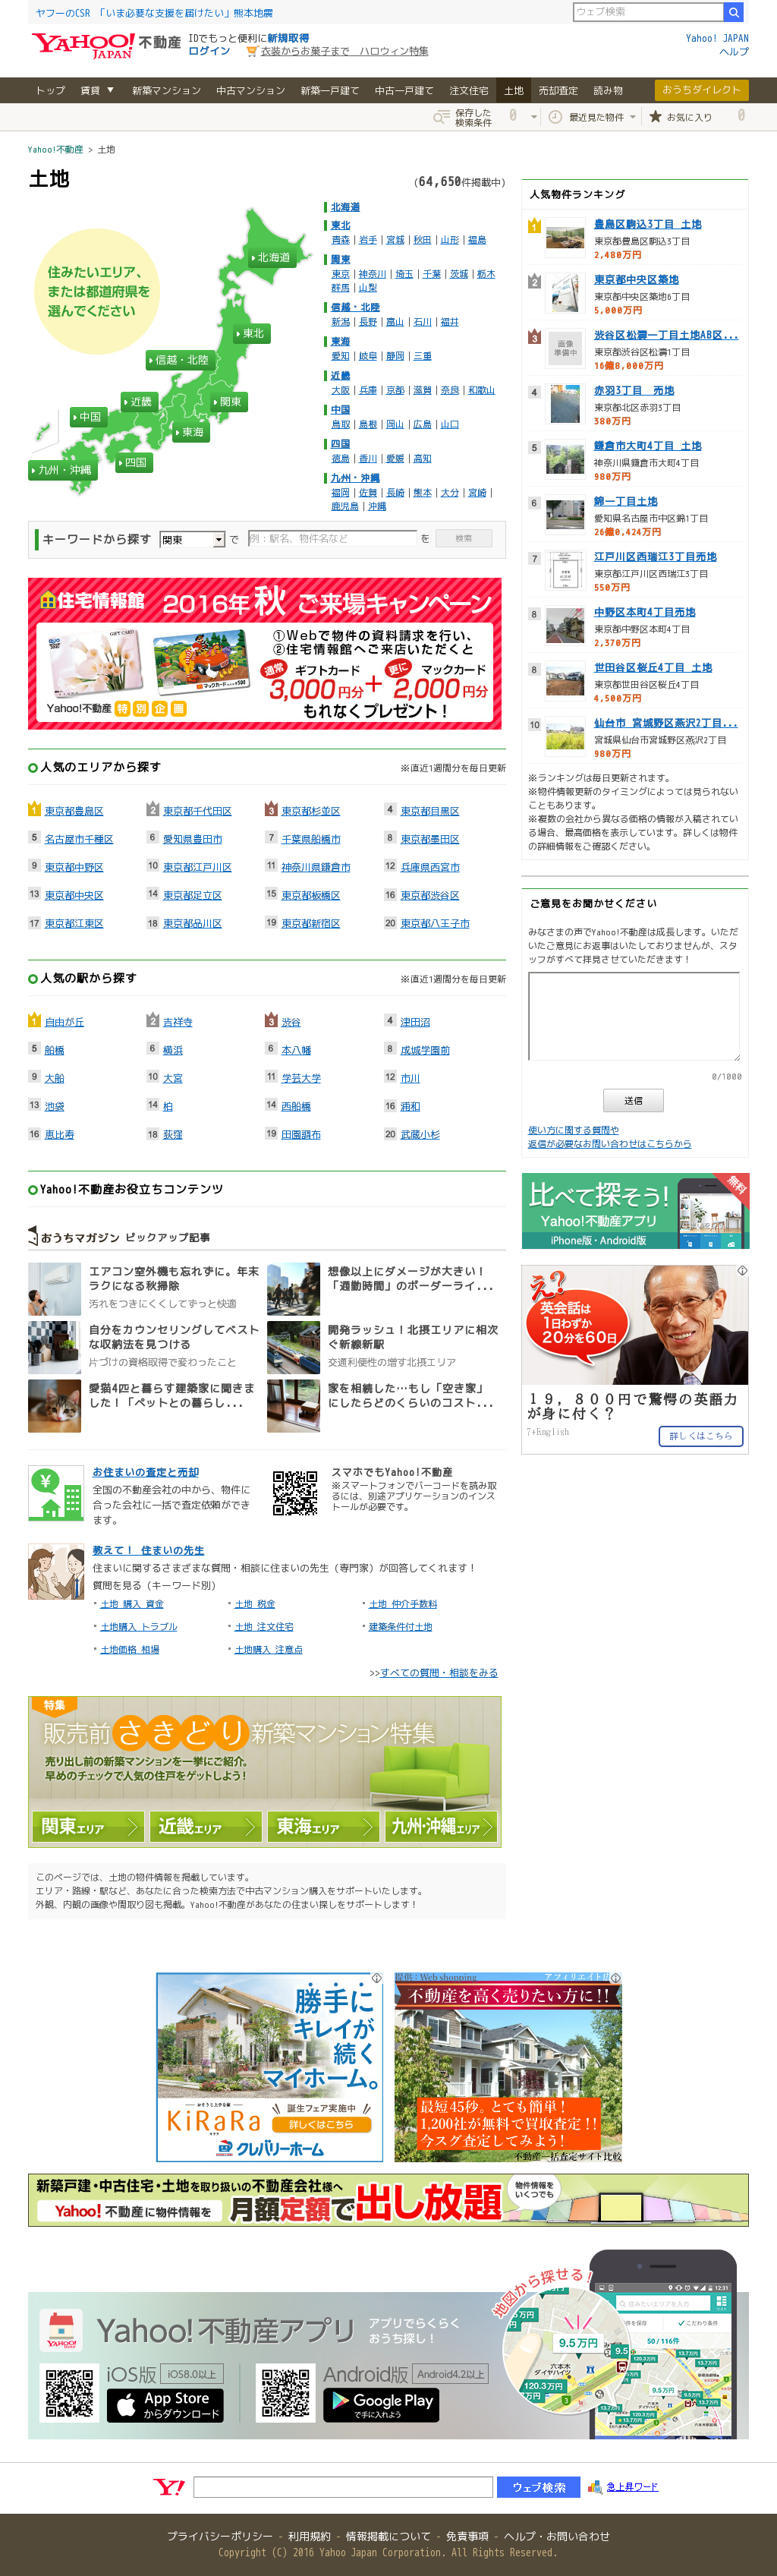 ヤフーのCSR 「いま必要な支援を届けたい」熊本地震
ウェブ検索
YAHOO! JAPAN 不動産
IDでもっと便利に新規取得
ログイン
衣装からお菓子まで ハロウィン特集
Yahoo! JAPAN
ヘルプ
トップ 賃貸 ▼ 新築マンション 中古マンション 新築一戸建て 中古一戸建て 注文住宅 土地 売却査定 読み物 おうちダイレクト
保存した検索条件 0 最近見た物件 お気に入り 0
Yahoo!不動産 > 土地
土地
(64,650件掲載中)
住みたいエリア、
または都道府県を
選んでください
北海道
東北
信越・北陸
近畿
関東
中国
東海
四国
九州・沖縄
北海道
東北
青森 | 岩手 | 宮城 | 秋田 | 山形 | 福島
関東
東京 | 神奈川 | 埼玉 | 千葉 | 茨城 | 栃木
群馬 | 山梨
信越・北陸
新潟 | 長野 | 富山 | 石川 | 福井
東海
愛知 | 岐阜 | 静岡 | 三重
近畿
大阪 | 兵庫 | 京都 | 滋賀 | 奈良 | 和歌山
中国
鳥取 | 島根 | 岡山 | 広島 | 山口
四国
徳島 | 香川 | 愛媛 | 高知
九州・沖縄
福岡 | 佐賀 | 長崎 | 熊本 | 大分 | 宮崎 |
鹿児島 | 沖縄
キーワードから探す 関東 で 例：駅名、物件名など を 検索
住宅情報館 2016年 秋 ご来場キャンペーン
①Webで物件の資料請求を行い、
②住宅情報館へご来店いただくと
通常 ギフトカード 3,000円分 + 更に マックカード 2,000円分
もれなくプレゼント!
Yahoo!不動産 特別企画
人気のエリアから探す
※直近1週間分を毎日更新
1 東京都豊島区 2 東京都千代田区 3 東京都杉並区 4 東京都目黒区
5 名古屋市千種区 6 愛知県豊田市 7 千葉県船橋市 8 東京都墨田区
9 東京都中野区 10 東京都江戸川区 11 神奈川県鎌倉市 12 兵庫県西宮市
13 東京都中央区 14 東京都足立区 15 東京都板橋区 16 東京都渋谷区
17 東京都江東区 18 東京都品川区 19 東京都新宿区 20 東京都八王子市
人気の駅から探す
※直近1週間分を毎日更新
1 自由が丘 2 吉祥寺 3 渋谷 4 津田沼
5 船橋 6 横浜 6 本八幡 8 成城学園前
9 大船 10 大宮 11 学芸大学 12 市川
13 池袋 14 柏 14 西船橋 16 浦和
16 恵比寿 18 荻窪 19 田園調布 20 武蔵小杉
Yahoo!不動産お役立ちコンテンツ
おうちマガジン ピックアップ記事
エアコン室外機も忘れずに。年末ラクになる秋掃除
汚れをつきにくくしてずっと快適
想像以上にダメージが大きい！「通勤時間」のボーダーライ...
自分をカウンセリングしてベストな収納法を見つける
片づけの資格取得で変わったこと
開発ラッシュ！北摂エリアに相次ぐ新線新駅
交通利便性の増す北摂エリア
愛猫4匹と暮らす建築家に聞きました！「ペットとの暮らし...
家を相続した…もし「空き家」にしたらどのくらいのコスト...
お住まいの査定と売却
全国の不動産会社の中から、物件に合った会社に一括で査定依頼ができます。
スマホでもYahoo!不動産
※スマートフォンでバーコードを読み取るには、別途アプリケーションのインストールが必要です。
教えて！ 住まいの先生
住まいに関するさまざまな質問・相談に住まいの先生（専門家）が回答してくれます！
質問を見る（キーワード別）
土地 購入 資金
土地 税金
土地 仲介手数料
土地購入 トラブル
土地 注文住宅
建築条件付土地
土地価格 相場
土地購入 注意点
>>すべての質問・相談をみる
特集
販売前さきどり新築マンション特集
売り出し前の新築マンションを一挙にご紹介。
早めのチェックで人気の住戸をゲットしよう！
関東エリア 近畿エリア 東海エリア 九州・沖縄エリア
このページでは、土地の物件情報を掲載しています。
エリア・路線・駅など、あなたに合った検索方法で中古マンション購入をサポートいたします。
外観、内観の画像や間取り図も掲載。Yahoo!不動産があなたの住まい探しをサポートします！
人気物件ランキング
1 豊島区駒込3丁目 土地
東京都豊島区駒込3丁目
2,480万円
2 東京都中央区築地
東京都中央区築地6丁目
5,000万円
3 渋谷区松濤一丁目土地AB区...
画像準備中
東京都渋谷区松濤1丁目
16億8,000万円
4 赤羽3丁目 売地
東京都北区赤羽3丁目
380万円
5 鎌倉市大町4丁目 土地
神奈川県鎌倉市大町4丁目
980万円
6 錦一丁目土地
愛知県名古屋市中区錦1丁目
26億0,424万円
7 江戸川区西瑞江3丁目売地
東京都江戸川区西瑞江3丁目
550万円
8 中野区本町4丁目売地
東京都中野区本町4丁目
2,370万円
8 世田谷区桜丘4丁目 土地
東京都世田谷区桜丘4丁目
4,500万円
10 仙台市 宮城野区燕沢2丁目...
宮城県仙台市宮城野区燕沢2丁目
980万円
※ランキングは毎日更新されます。
※物件情報更新のタイミングによっては見られないこともあります。
※複数の会社から異なる価格の情報が入稿されている場合、最高価格を表示しています。詳しくは物件の詳細情報をご確認ください。
ご意見をお聞かせください
みなさまの声でYahoo!不動産は成長します。いただいたご意見にお返事はいたしておりませんが、スタッフがすべて拝見させていただきます！
0/1000
送信
使い方に関する質問や
返信が必要なお問い合わせはこちらから
比べて探そう!
無料
Yahoo!不動産アプリ
iPhone版・Android版
え？
英会話は
1日わずか
20分を60日
１９，８００円で驚愕の英語力が身に付く？
7+English
詳しくはこちら
勝手にキレイが続くマイホーム。
KiRaRa
誕生フェア実施中
詳しくはこちら
クレバリーホーム
提供：Web shopping アフィリエイト広告
不動産を高く売りたい方に!!
最短45秒。とても簡単!
1,200社が無料で買取査定!!
今スグ査定してみよう!
不動産一括査定サイト比較
新築戸建・中古住宅・土地を取り扱いの不動産会社様へ
Yahoo!不動産に物件情報を 月額定額で出し放題
物件情報をいくつでも
Yahoo!不動産アプリ
アプリでらくらく
おうち探し！
iOS版 iOS8.0以上
App Store からダウンロード
Android版 Android4.2以上
Google Play で手に入れよう
地図から探せる！
12:31
50/116件
9.5万円
六本木
ダイヤハイツ
120.3万円
ウェブ検索 急上昇ワード
プライバシーポリシー - 利用規約 - 情報掲載について - 免責事項 - ヘルプ・お問い合わせ
Copyright (C) 2016 Yahoo Japan Corporation. All Rights Reserved.